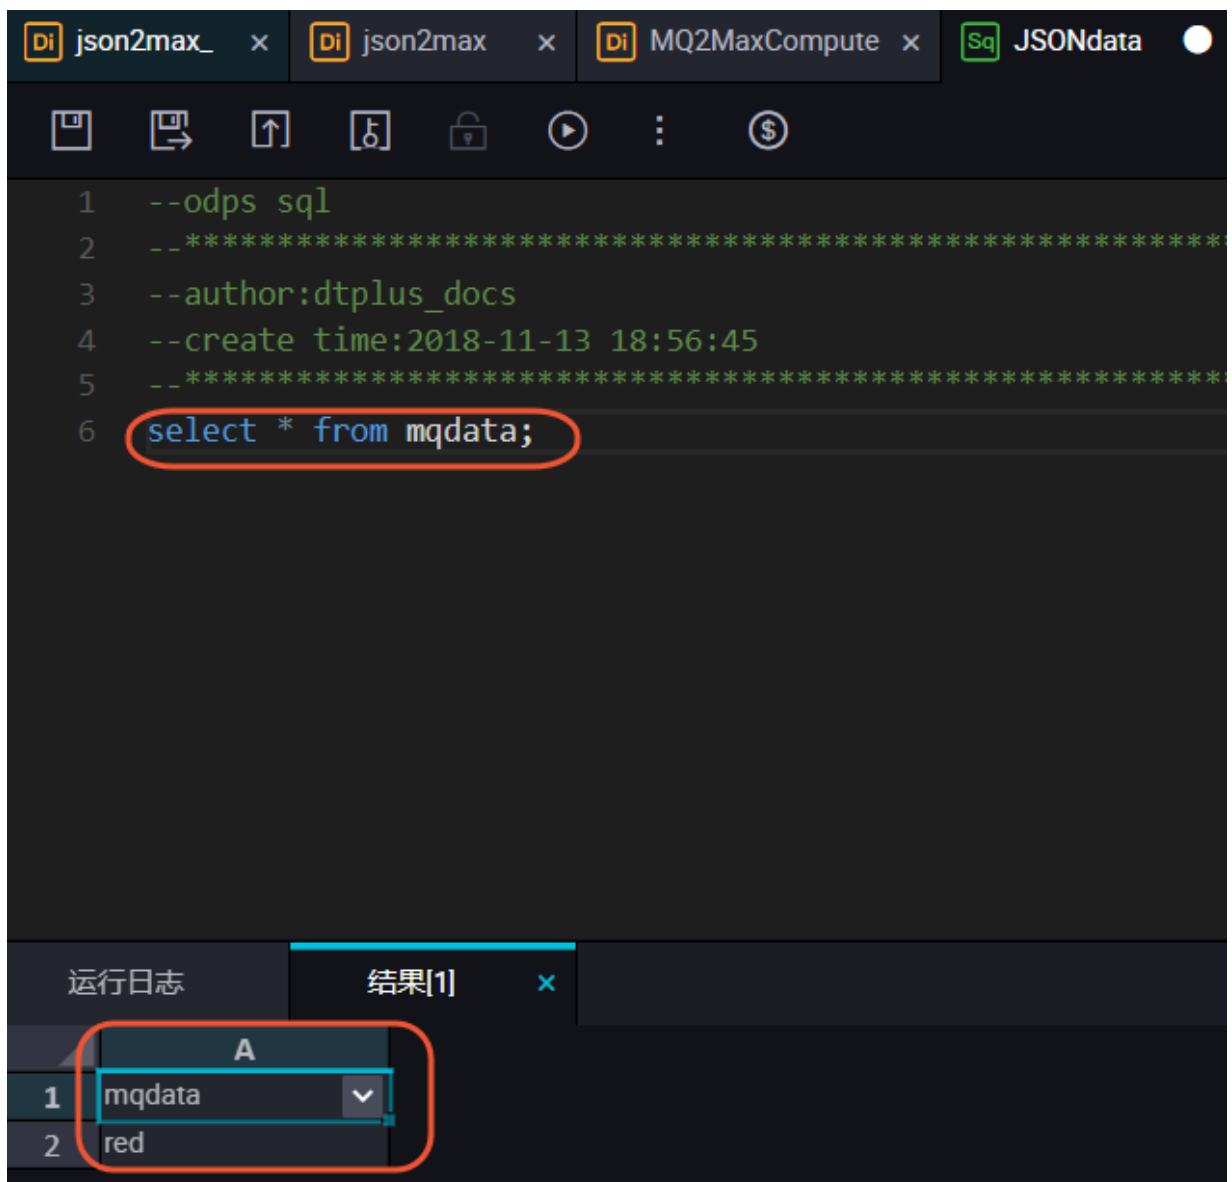 Di json2max_ × Di json2max × Di MQ2MaxCompute × Sq JSONdata
1 --odps sql
2 --*********************************************************
3 --author:dtplus_docs
4 --create time:2018-11-13 18:56:45
5 --*********************************************************
6 select * from mqdata;
运行日志 结果[1] ×
A
1 mqdata
2 red